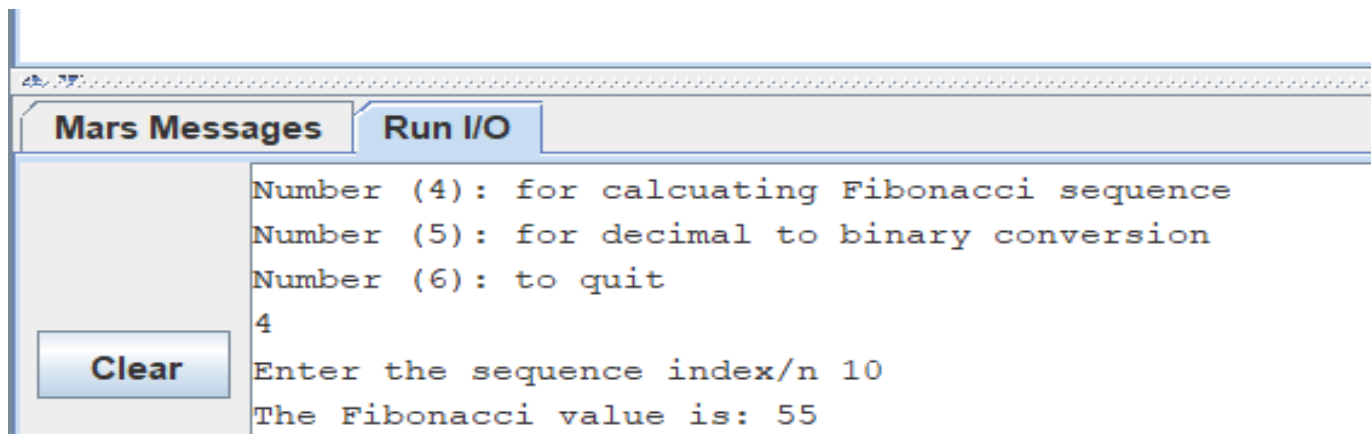 Mars Messages Run I/O
Number (4): for calcuating Fibonacci sequence
Number (5): for decimal to binary conversion
Number (6): to quit
4
Clear
Enter the sequence index/n 10
The Fibonacci value is: 55